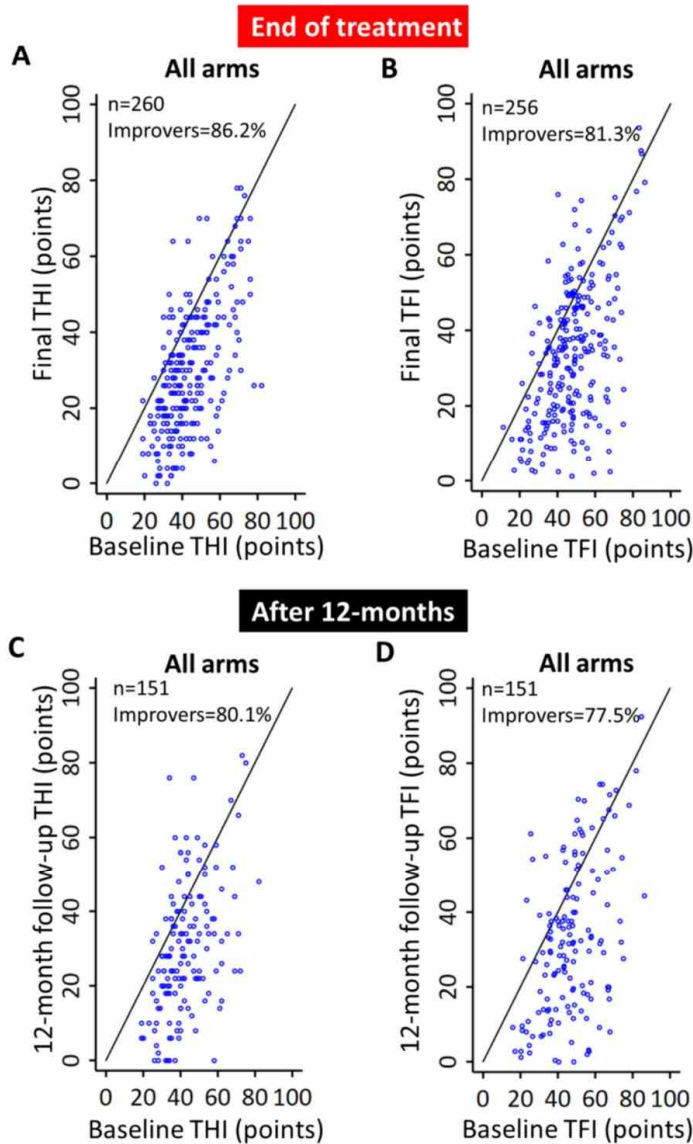 End of treatment
A
All arms
n=260
Improvers=86.2%
Final THI (points)
100
80
60
40
20
0
0 20 40 60 80 100
Baseline THI (points)
B
All arms
n=256
Improvers=81.3%
Final TFI (points)
100
80
60
40
20
0
0 20 40 60 80 100
Baseline TFI (points)
After 12-months
C
All arms
n=151
Improvers=80.1%
12-month follow-up THI (points)
100
80
60
40
20
0
0 20 40 60 80 100
Baseline THI (points)
D
All arms
n=151
Improvers=77.5%
12-month follow-up TFI (points)
100
80
60
40
20
0
0 20 40 60 80 100
Baseline TFI (points)